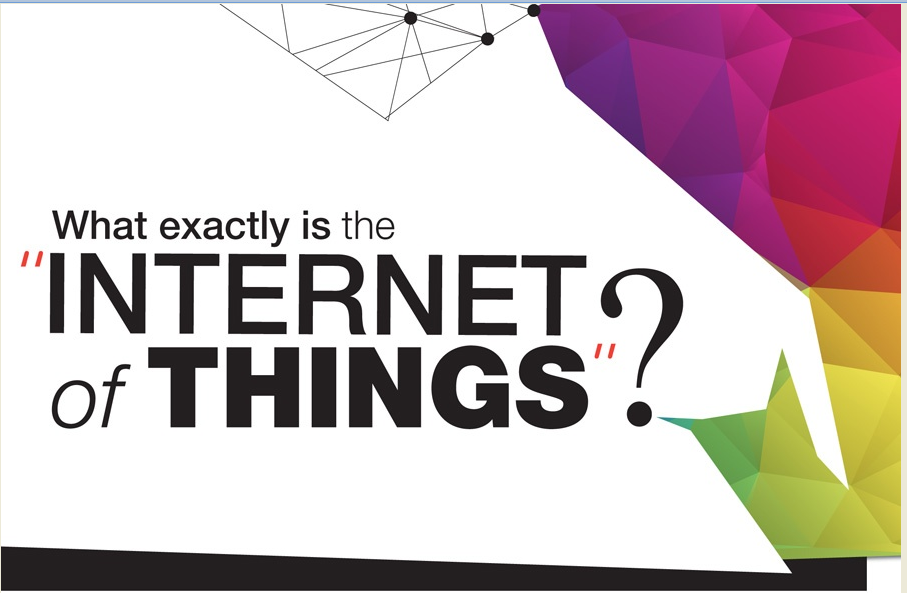 What exactly is the
"INTERNET
of THINGS"?